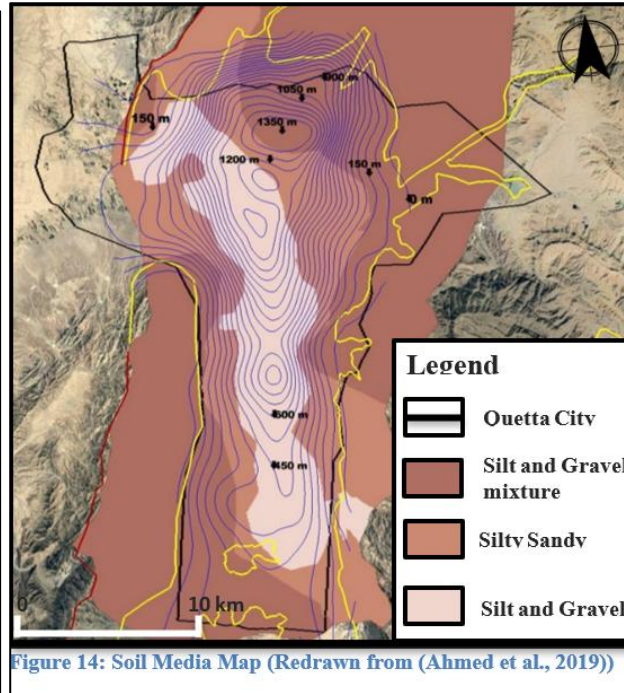 900 m
1050 m
150 m
1350 m
1200 m
150 m
0 m
600 m
450 m
Legend
Quetta City
Silt and Gravel
mixture
Silty Sandy
Silt and Gravel
0 10 km
Figure 14: Soil Media Map (Redrawn from (Ahmed et al., 2019))